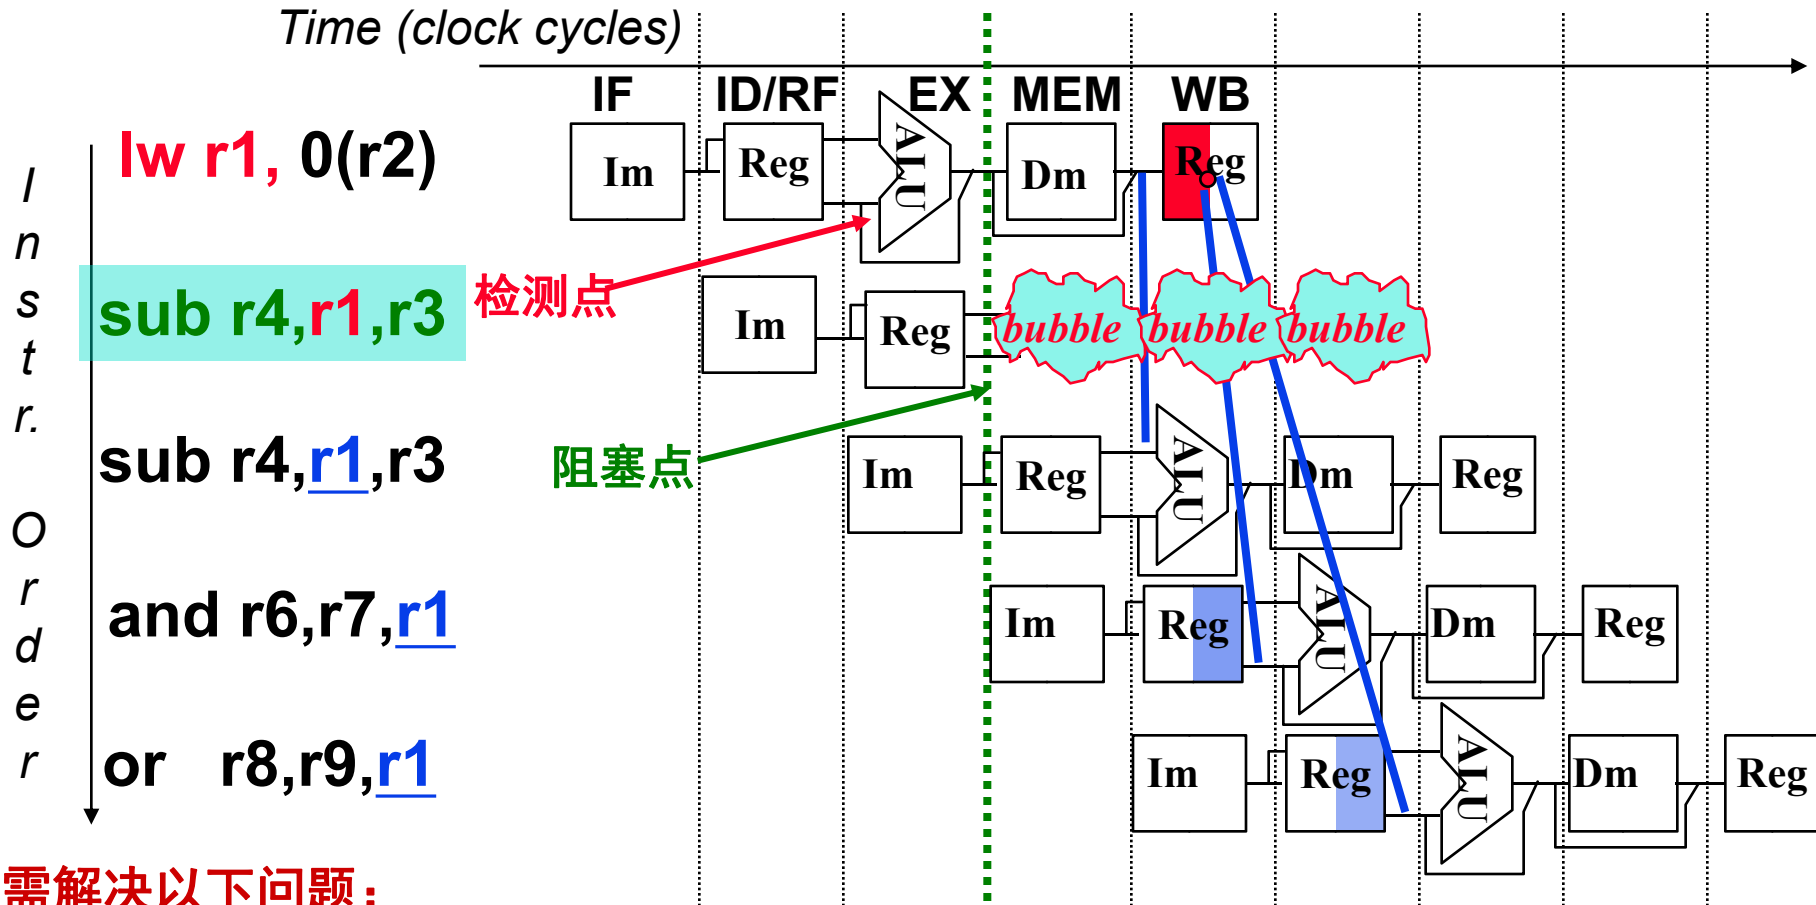 Time (clock cycles)
IF ID/RF EX MEM WB
Instr. Order
lw r1, 0(r2)
Im Reg ALU Dm Reg
检测点
sub r4,r1,r3
Im Reg bubble bubble bubble
阻塞点
sub r4,r1,r3
Im Reg ALU Dm Reg
and r6,r7,r1
Im Reg ALU Dm Reg
or r8,r9,r1
Im Reg ALU Dm Reg
需解决以下问题：